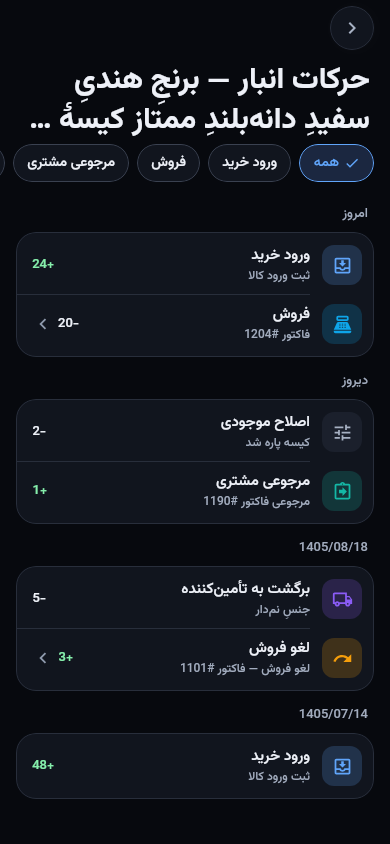 حرکات انبار — برنجِ هندیِ
سفیدِ دانه‌بلندِ ممتاز کیسهٔ ...
همه
ورود خرید
فروش
مرجوعی مشتری
امروز
ورود خرید
ثبت ورود کالا
24+
فروش
فاکتور #1204
20-
دیروز
اصلاح موجودی
کیسه پاره شد
2-
مرجوعی مشتری
مرجوعی فاکتور #1190
1+
1405/08/18
برگشت به تأمین‌کننده
جنسِ نم‌دار
5-
لغو فروش
لغو فروش — فاکتور #1101
3+
1405/07/14
ورود خرید
ثبت ورود کالا
48+